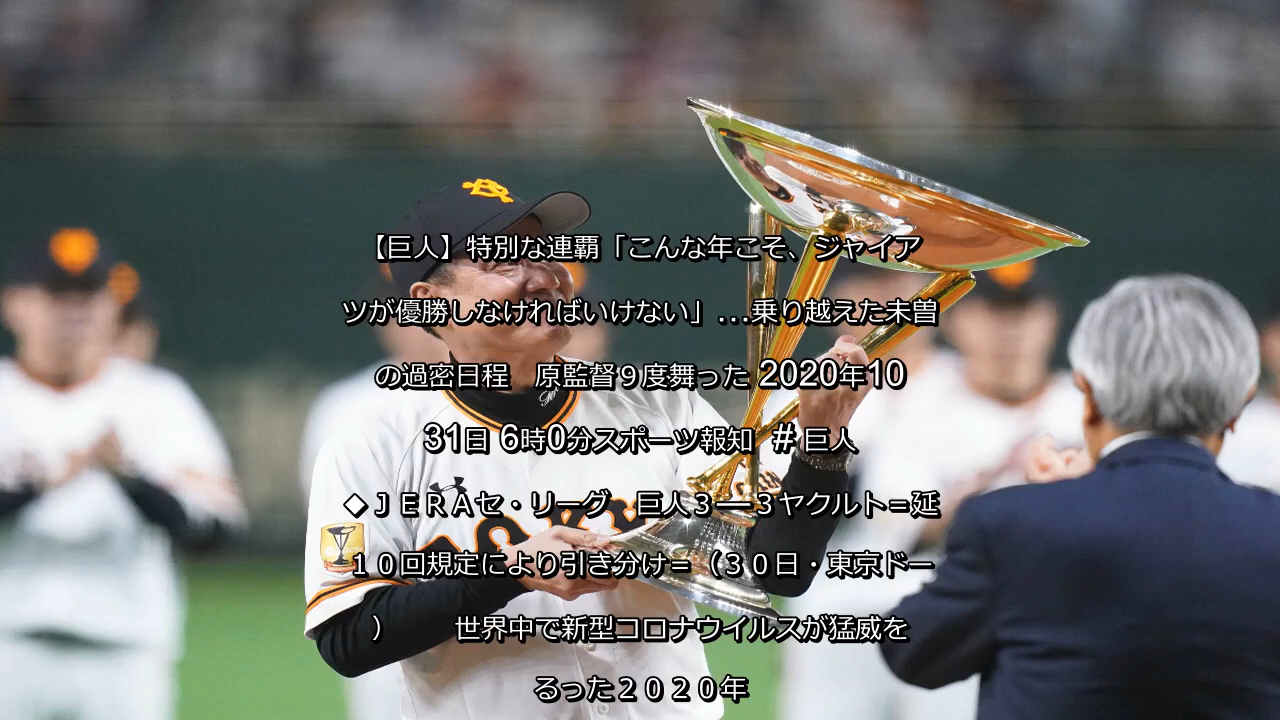 【巨人】特別な連覇「こんな年こそ、ジャイア
ツが優勝しなければいけない」…乗り越えた未曽
の過密日程　原監督９度舞った 2020年10
31日 6時0分スポーツ報知 ＃巨人
◆ＪＥＲＡセ・リーグ　巨人３―３ヤクルト＝延
１０回規定により引き分け＝（３０日・東京ドー
）　　世界中で新型コロナウイルスが猛威を
るった２０２０年